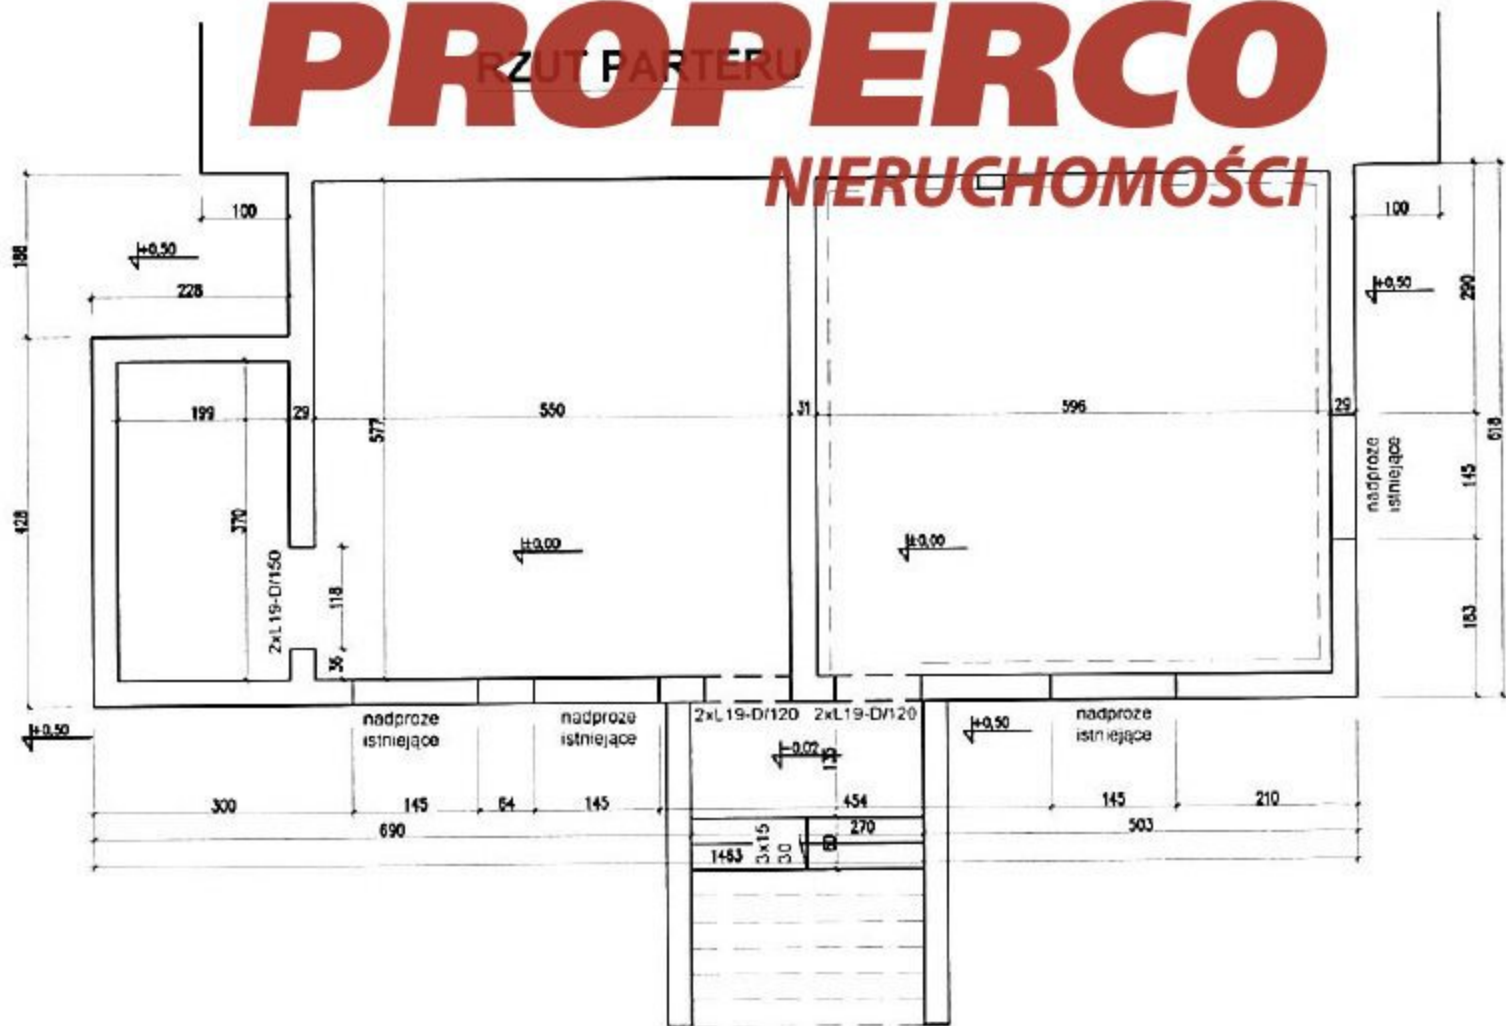 PROPERCO
RZUT PARTERU
NIERUCHOMOŚCI
100
100
188
+0,50
+0,50
228
290
199
29
550
31
596
29
577
618
nadproże
istniejące
145
428
370
±0,00
±0,00
2xL19-D/150
118
36
183
nadproże
istniejące
nadproże
istniejące
2xL19-D/120
2xL19-D/120
nadproże
istniejące
+0,50
+0,50
-0,02
135
300
145
64
145
454
145
210
690
270
503
1483
3x15
30
60